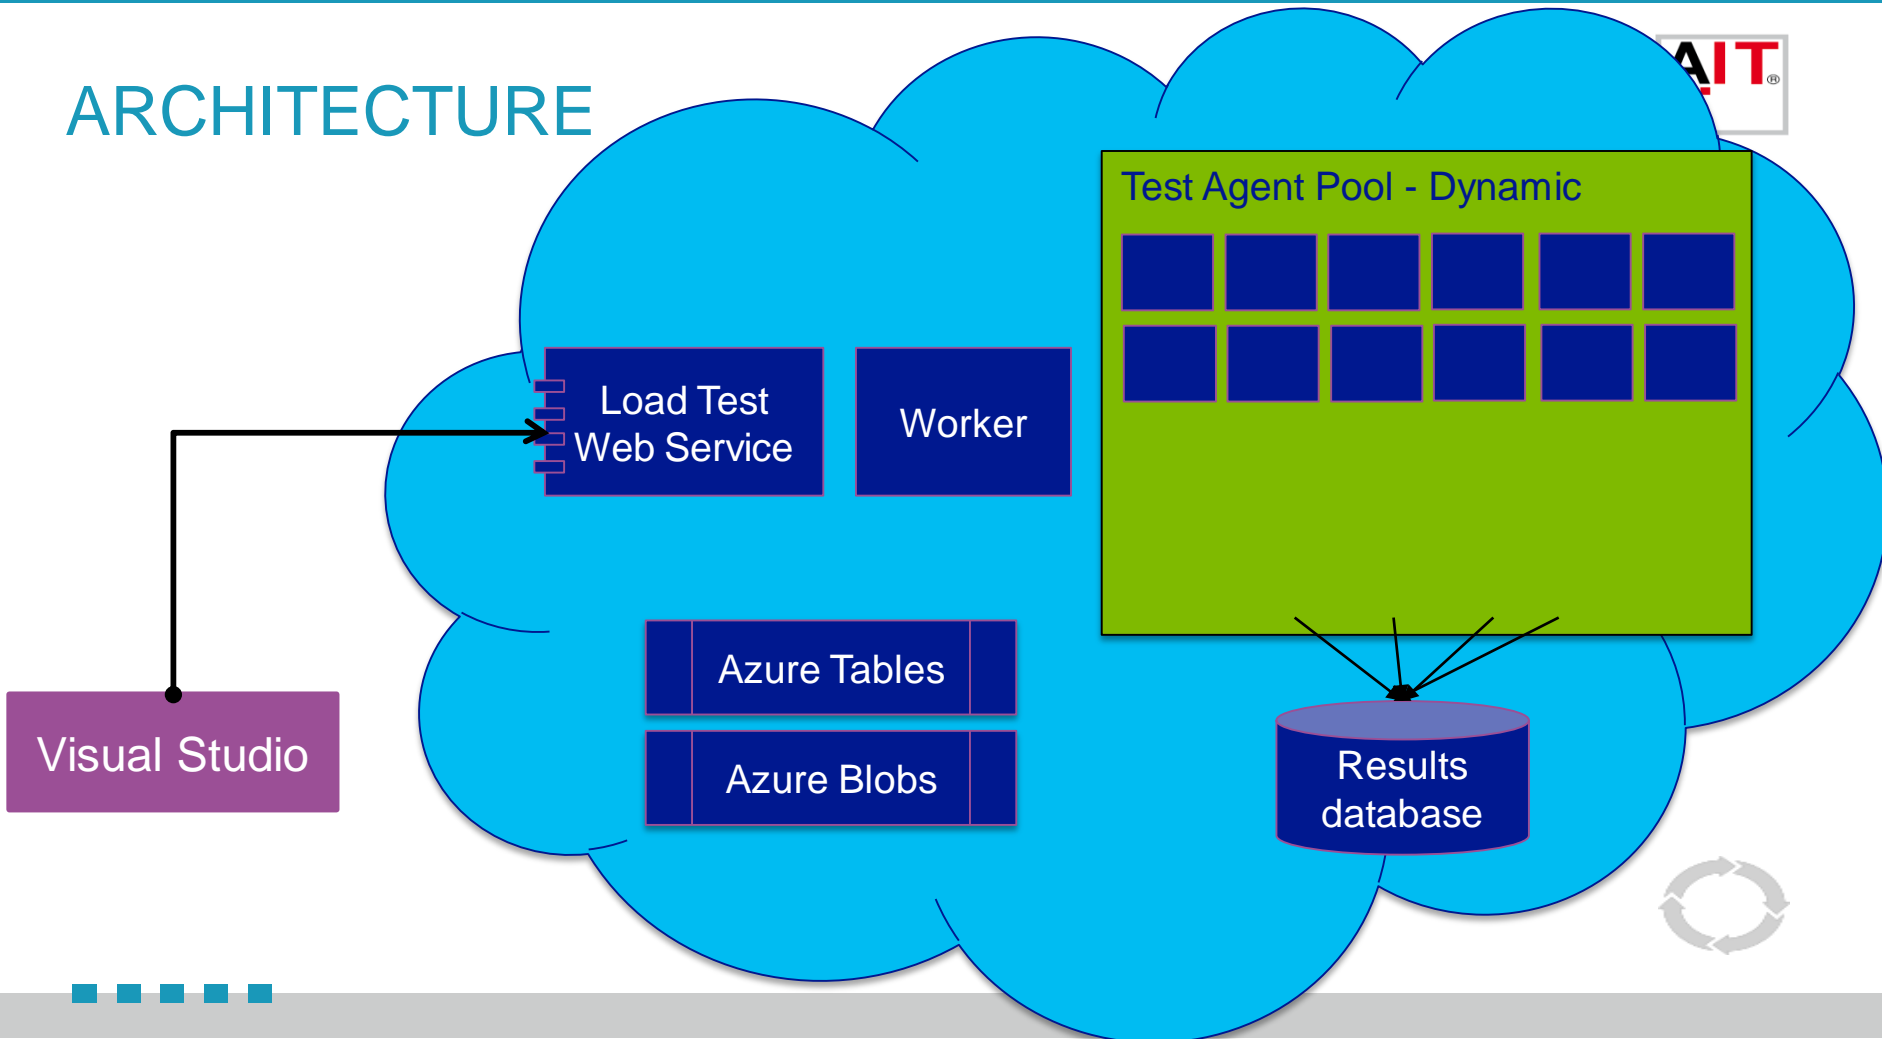 ARCHITECTURE
AIT®
Test Agent Pool - Dynamic
Load Test
Web Service
Worker
Azure Tables
Azure Blobs
Visual Studio
Results
database